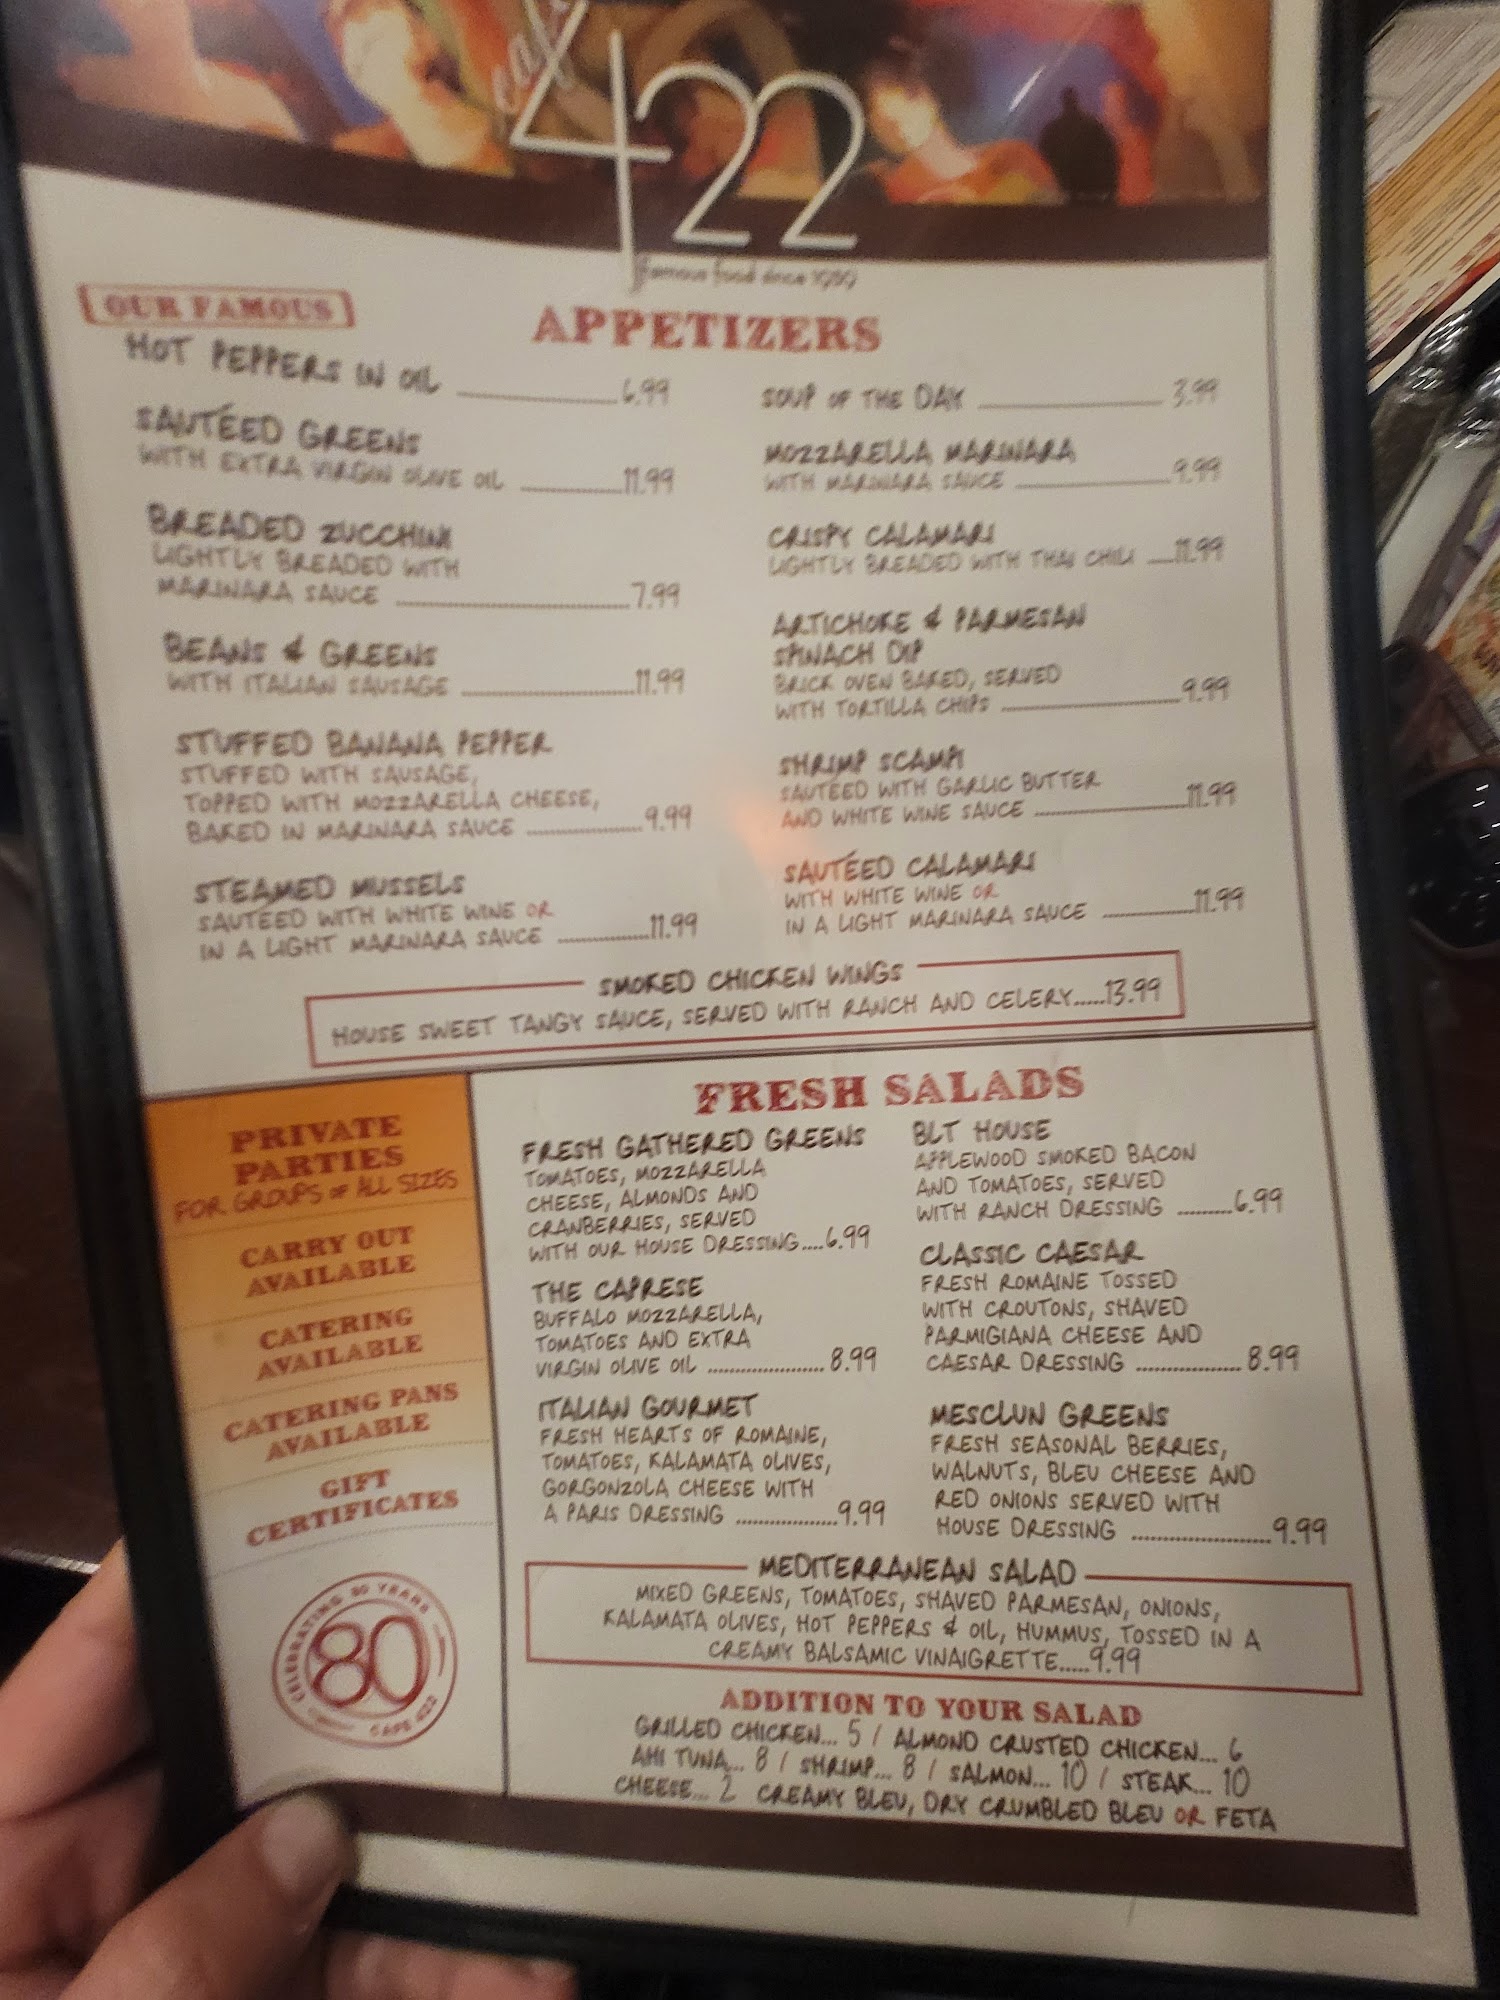 cafe
422
famous food since 1939
OUR FAMOUS
APPETIZERS
HOT PEPPERS IN OIL 6.99
SAUTÉED GREENS
WITH EXTRA VIRGIN OLIVE OIL 11.99
BREADED ZUCCHINI
LIGHTLY BREADED WITH
MARINARA SAUCE 7.99
BEANS & GREENS
WITH ITALIAN SAUSAGE 11.99
STUFFED BANANA PEPPER
STUFFED WITH SAUSAGE,
TOPPED WITH MOZZARELLA CHEESE,
BAKED IN MARINARA SAUCE 9.99
STEAMED MUSSELS
SAUTÉED WITH WHITE WINE OR
IN A LIGHT MARINARA SAUCE 11.99
SOUP OF THE DAY 3.99
MOZZARELLA MARINARA
WITH MARINARA SAUCE 9.99
CRISPY CALAMARI
LIGHTLY BREADED WITH THAI CHILI 11.99
ARTICHOKE & PARMESAN
SPINACH DIP
BRICK OVEN BAKED, SERVED
WITH TORTILLA CHIPS 9.99
SHRIMP SCAMPI
SAUTÉED WITH GARLIC BUTTER
AND WHITE WINE SAUCE 11.99
SAUTÉED CALAMARI
WITH WHITE WINE OR
IN A LIGHT MARINARA SAUCE 11.99
SMOKED CHICKEN WINGS
HOUSE SWEET TANGY SAUCE, SERVED WITH RANCH AND CELERY.....13.99
PRIVATE
PARTIES
FOR GROUPS OF ALL SIZES
CARRY OUT
AVAILABLE
CATERING
AVAILABLE
CATERING PANS
AVAILABLE
GIFT
CERTIFICATES
CELEBRATING 80 YEARS
80
CAFE 422
FRESH SALADS
FRESH GATHERED GREENS
TOMATOES, MOZZARELLA
CHEESE, ALMONDS AND
CRANBERRIES, SERVED
WITH OUR HOUSE DRESSING....6.99
THE CAPRESE
BUFFALO MOZZARELLA,
TOMATOES AND EXTRA
VIRGIN OLIVE OIL 8.99
ITALIAN GOURMET
FRESH HEARTS OF ROMAINE,
TOMATOES, KALAMATA OLIVES,
GORGONZOLA CHEESE WITH
A PARIS DRESSING 9.99
BLT HOUSE
APPLEWOOD SMOKED BACON
AND TOMATOES, SERVED
WITH RANCH DRESSING 6.99
CLASSIC CAESAR
FRESH ROMAINE TOSSED
WITH CROUTONS, SHAVED
PARMIGIANA CHEESE AND
CAESAR DRESSING 8.99
MESCLUN GREENS
FRESH SEASONAL BERRIES,
WALNUTS, BLEU CHEESE AND
RED ONIONS SERVED WITH
HOUSE DRESSING 9.99
MEDITERRANEAN SALAD
MIXED GREENS, TOMATOES, SHAVED PARMESAN, ONIONS,
KALAMATA OLIVES, HOT PEPPERS & OIL, HUMMUS, TOSSED IN A
CREAMY BALSAMIC VINAIGRETTE.....9.99
ADDITION TO YOUR SALAD
GRILLED CHICKEN... 5 / ALMOND CRUSTED CHICKEN... 6
AHI TUNA... 8 / SHRIMP... 8 / SALMON... 10 / STEAK... 10
CHEESE... 2 CREAMY BLEU, DRY CRUMBLED BLEU OR FETA